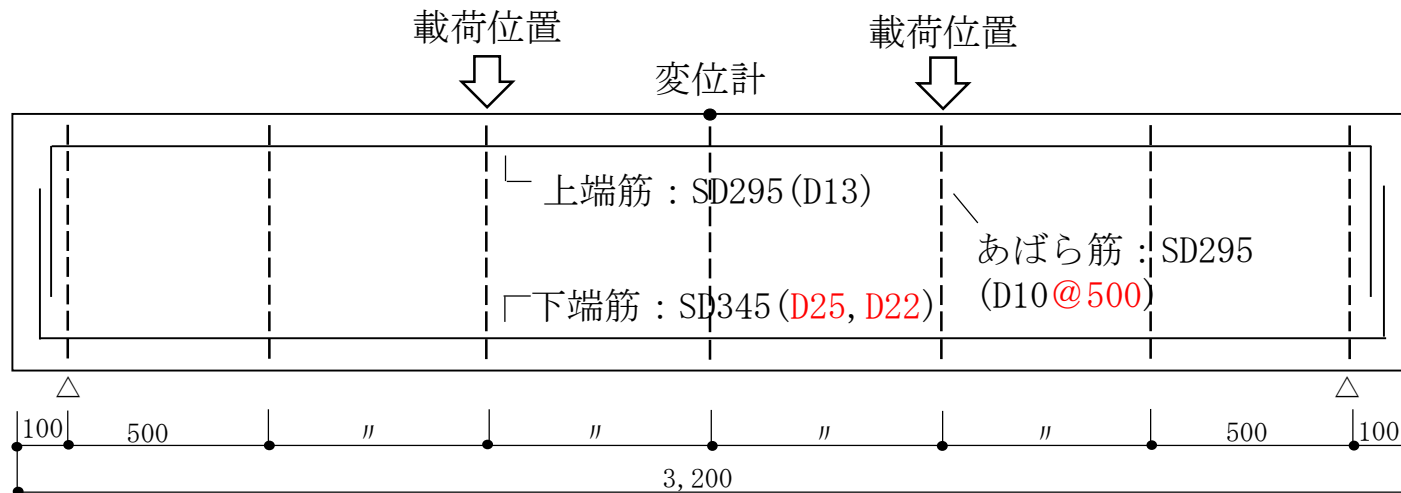 載荷位置
載荷位置
変位計
上端筋：SD295(D13)
あばら筋：SD295
(D10@500)
下端筋：SD345(D25,D22)
100 500 〃 〃 〃 〃 500 100
3,200